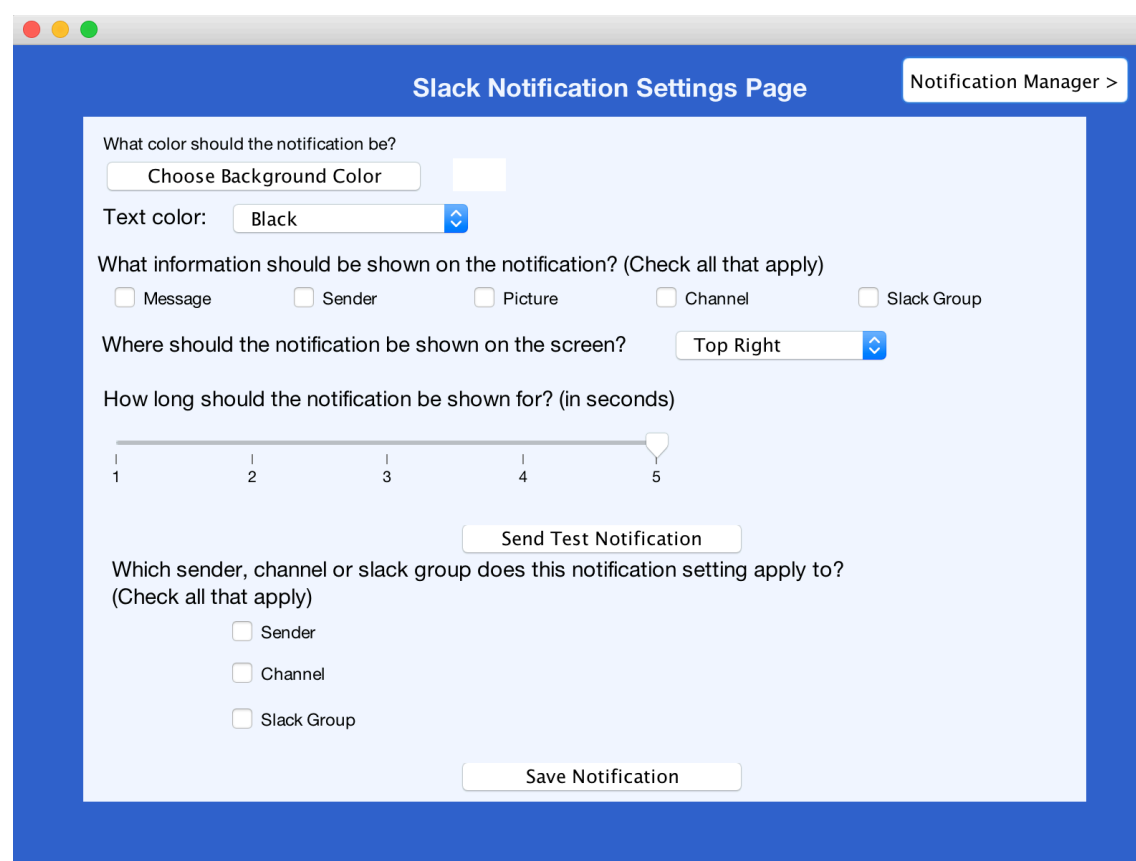 Slack Notification Settings Page
Notification Manager >
What color should the notification be?
Choose Background Color
Text color:
Black
What information should be shown on the notification? (Check all that apply)
Message
Sender
Picture
Channel
Slack Group
Where should the notification be shown on the screen?
Top Right
How long should the notification be shown for? (in seconds)
1 2 3 4 5
Send Test Notification
Which sender, channel or slack group does this notification setting apply to?
(Check all that apply)
Sender
Channel
Slack Group
Save Notification